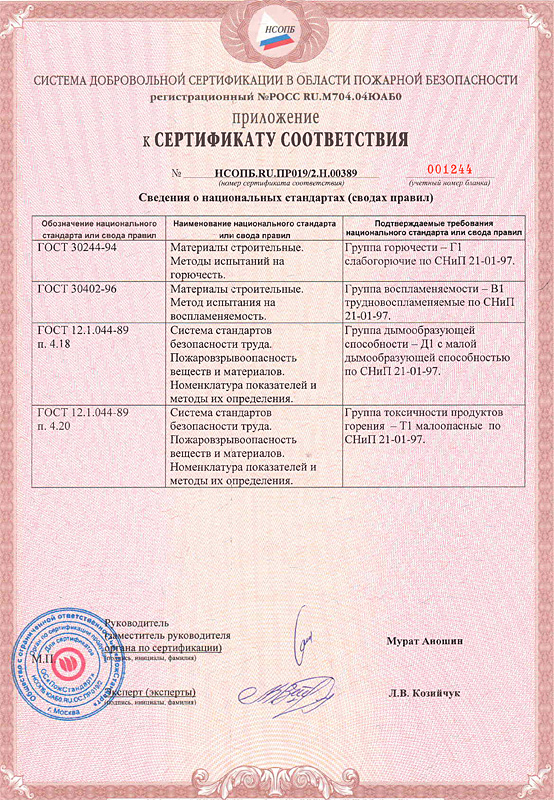 НСОПБ
СИСТЕМА ДОБРОВОЛЬНОЙ СЕРТИФИКАЦИИ В ОБЛАСТИ ПОЖАРНОЙ БЕЗОПАСНОСТИ
регистрационный №РОСС RU.М704.04ЮАБ0
приложение
к СЕРТИФИКАТУ СООТВЕТСТВИЯ
№ НСОПБ.RU.ПР019/2.Н.00389 001244
(номер сертификата соответствия) (учетный номер бланка)
Сведения о национальных стандартах (сводах правил)
Обозначение национального стандарта или свода правил
Наименование национального стандарта или свода правил
Подтверждаемые требования национального стандарта или свода правил
ГОСТ 30244-94
Материалы строительные.
Методы испытаний на
горючесть.
Группа горючести – Г1
слабогорючие по СНиП 21-01-97.
ГОСТ 30402-96
Материалы строительные.
Метод испытания на
воспламеняемость.
Группа воспламеняемости – В1
трудновоспламеняемые по СНиП
21-01-97.
ГОСТ 12.1.044-89
п. 4.18
Система стандартов
безопасности труда.
Пожаровзрывоопасность
веществ и материалов.
Номенклатура показателей и
методы их определения.
Группа дымообразующей
способности – Д1 с малой
дымообразующей способностью
по СНиП 21-01-97.
ГОСТ 12.1.044-89
п. 4.20
Система стандартов
безопасности труда.
Пожаровзрывоопасность
веществ и материалов.
Номенклатура показателей и
методы их определения.
Группа токсичности продуктов
горения – Т1 малоопасные по
СНиП 21-01-97.
Руководитель
(заместитель руководителя
органа по сертификации)
(подпись, инициалы, фамилия)
Мурат Аношин
М.П.
Эксперт (эксперты)
(подпись, инициалы, фамилия)
Л.В. Козийчук
Общество с ограниченной ответственностью
Орган по сертификации
Для сертификатов
ОС«ПожСтандарт»
г. Москва